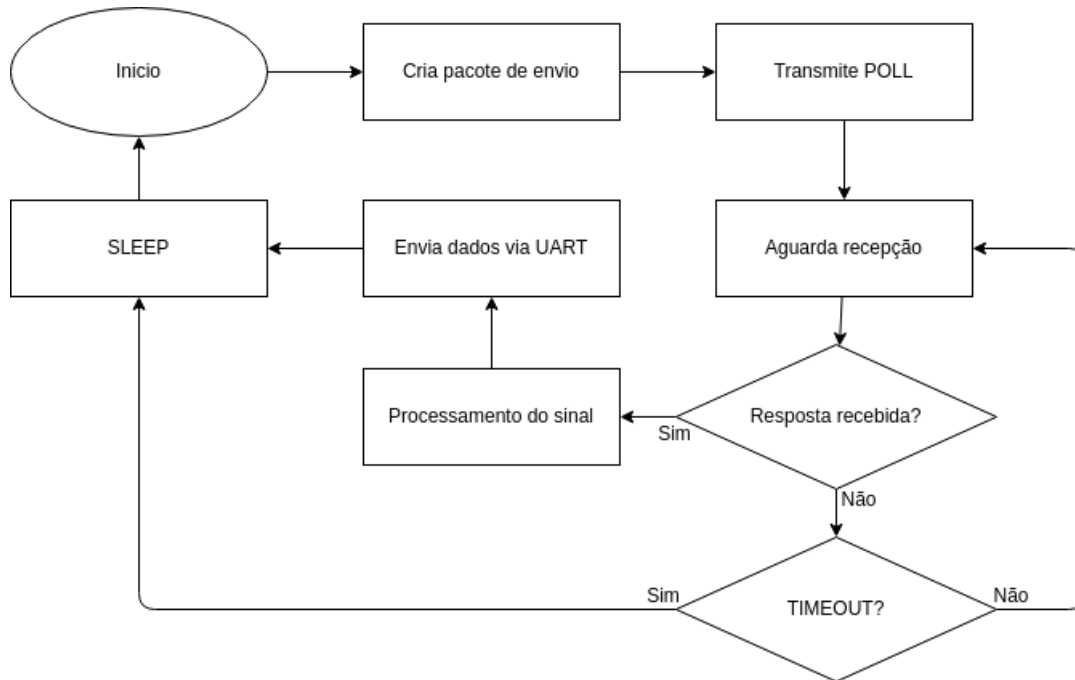 Inicio
Cria pacote de envio
Transmite POLL
SLEEP
Envia dados via UART
Aguarda recepção
Processamento do sinal
Resposta recebida?
Sim
Não
Sim
TIMEOUT?
Não